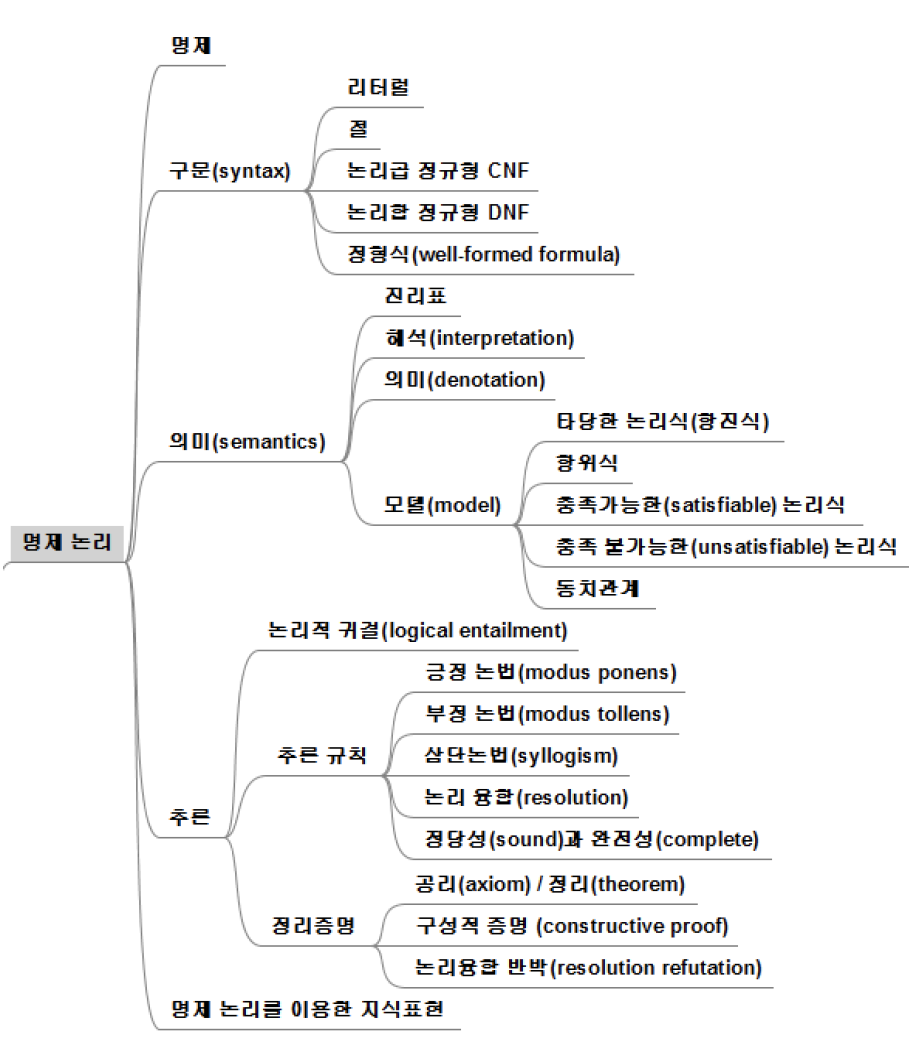 명제
리터럴
절
구문(syntax)
논리곱 정규형 CNF
논리합 정규형 DNF
정형식(well-formed formula)
진리표
해석(interpretation)
의미(denotation)
타당한 논리식(항진식)
의미(semantics)
항위식
모델(model)
충족가능한(satisfiable) 논리식
명제 논리
충족 불가능한(unsatisfiable) 논리식
동치관계
논리적 귀결(logical entailment)
긍정 논법(modus ponens)
부정 논법(modus tollens)
추론 규칙
삼단논법(syllogism)
논리 융합(resolution)
추론
정당성(sound)과 완전성(complete)
공리(axiom) / 정리(theorem)
정리증명
구성적 증명 (constructive proof)
논리융합 반박(resolution refutation)
명제 논리를 이용한 지식표현